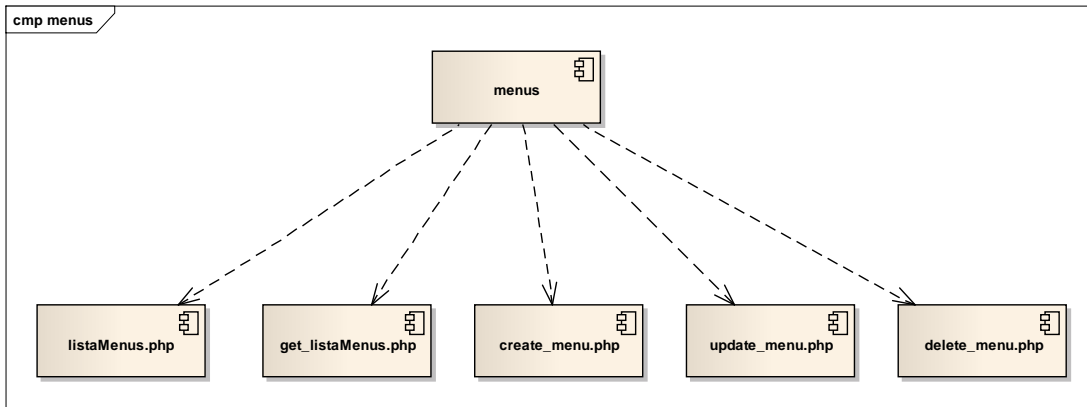 cmp menus
menus
listaMenus.php
get_listaMenus.php
create_menu.php
update_menu.php
delete_menu.php